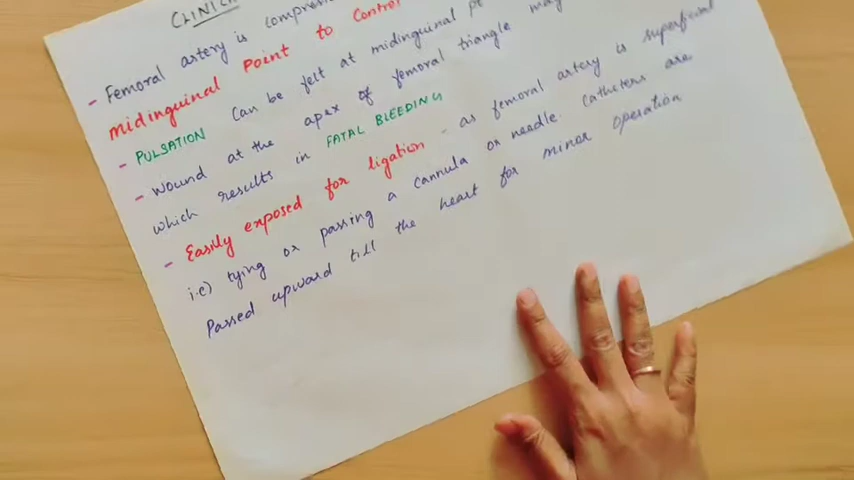 CLINIC
- Femoral artery is compre
midinguinal Point to Control
- PULSATION can be felt at midinguinal pt
- wound at the apex of femoral triangle may
which results in FATAL BLEEDING
- Easily exposed for ligation - as femoral artery is superficial
i.e) tying or passing a cannula or needle. Catheters are
Passed upward till the heart for minor operation